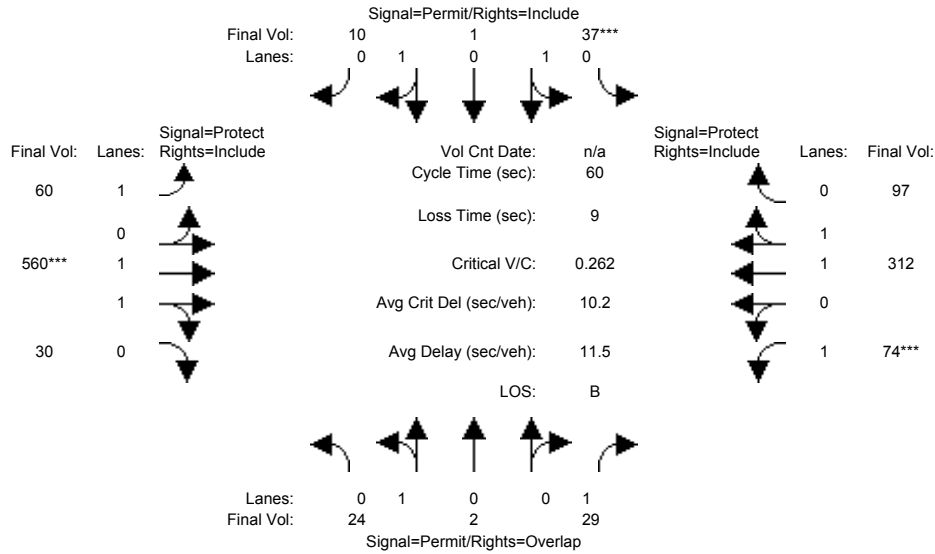 Signal=Permit/Rights=Include
Final Vol: 10 1 37***
Lanes: 0 1 0 1 0
Signal=Protect Signal=Protect
Final Vol: Lanes: Rights=Include Vol Cnt Date: n/a Rights=Include Lanes: Final Vol:
Cycle Time (sec): 60
60 1 0 97
Loss Time (sec): 9
0 1
560*** 1 Critical V/C: 0.262 1 312
1 Avg Crit Del (sec/veh): 10.2 0
30 0 Avg Delay (sec/veh): 11.5 1 74***
LOS: B
Lanes: 0 1 0 0 1
Final Vol: 24 2 29
Signal=Permit/Rights=Overlap